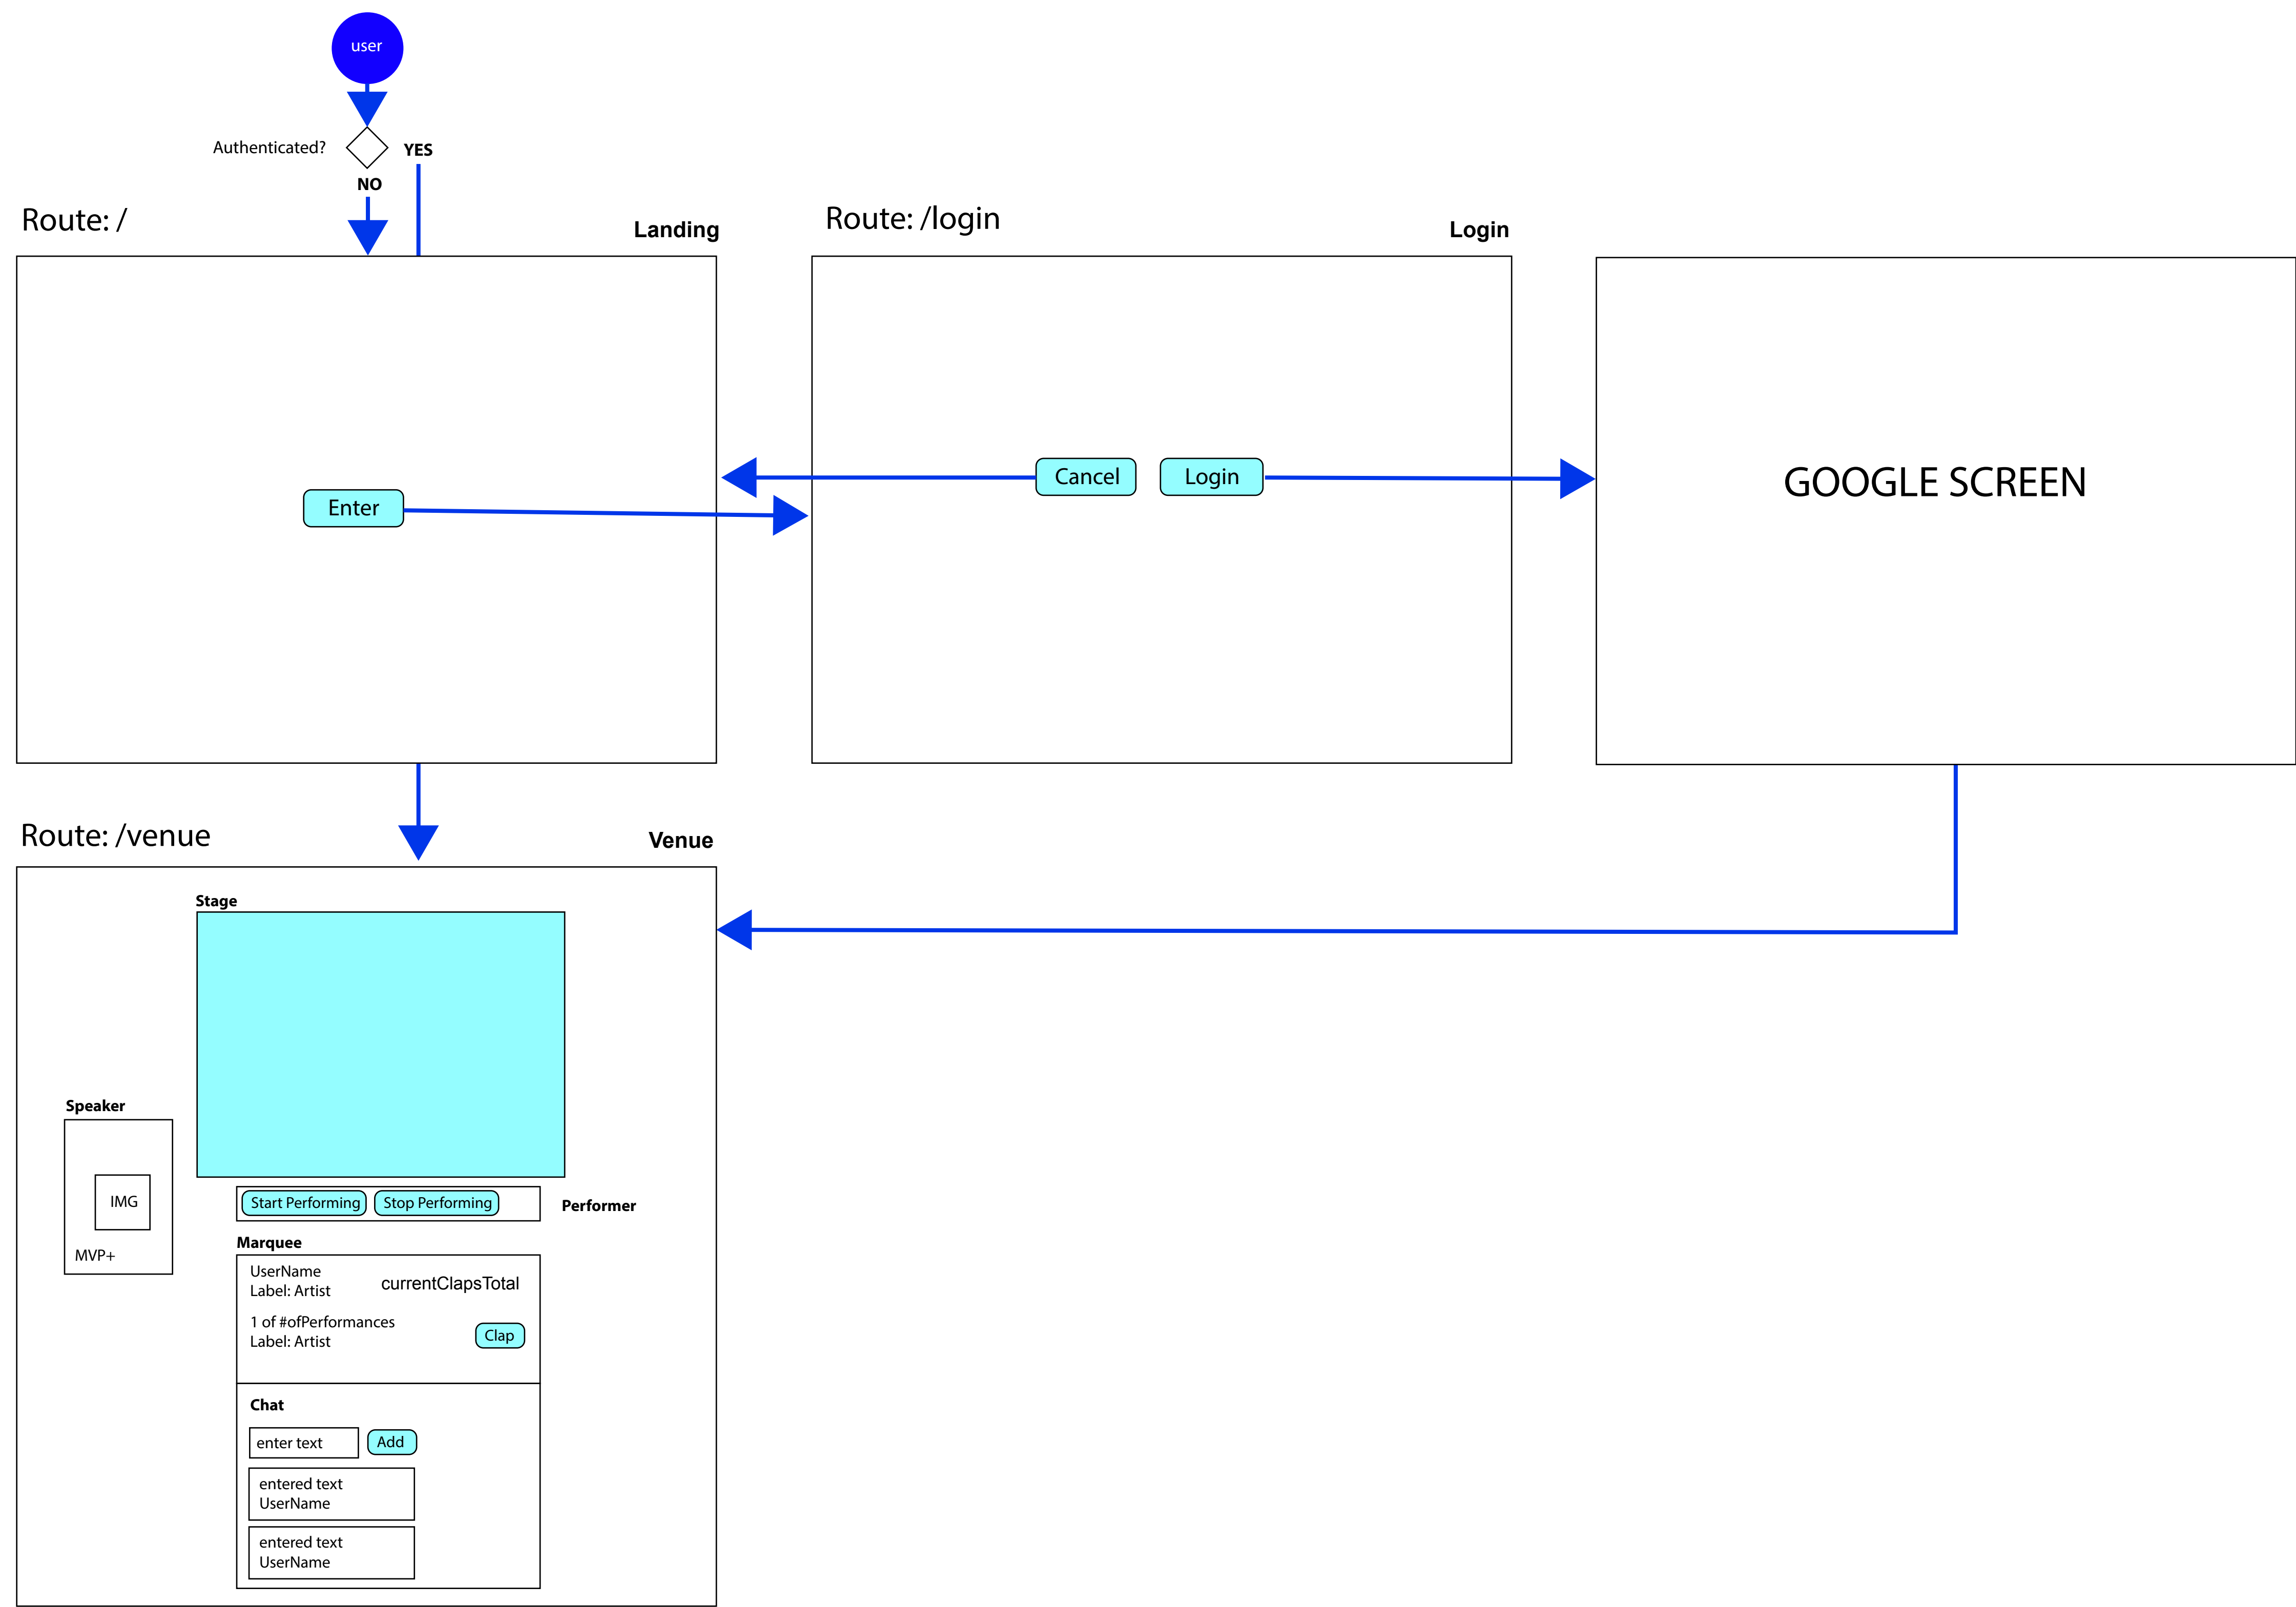 user
Authenticated?
YES
NO
Route: /
Landing
Route: /login
Login
Enter
Cancel
Login
GOOGLE SCREEN
Route: /venue
Venue
Stage
Speaker
IMG
MVP+
Start Performing
Stop Performing
Performer
Marquee
UserName
Label: Artist
currentClapsTotal
1 of #ofPerformances
Label: Artist
Clap
Chat
enter text
Add
entered text
UserName
entered text
UserName